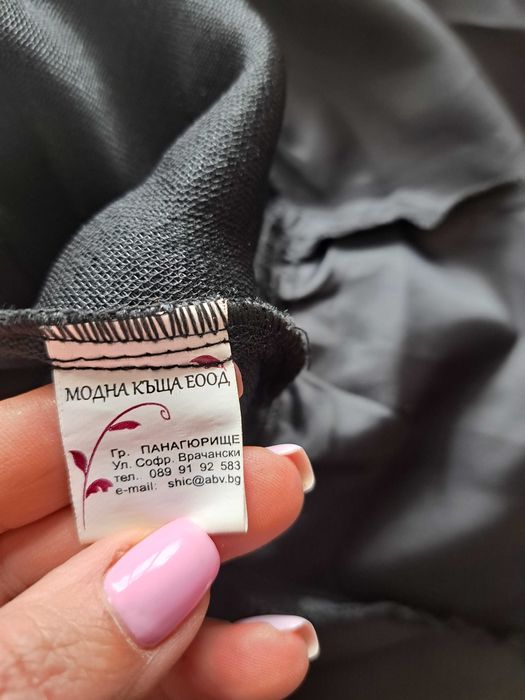 МОДНА КЪЩА ЕООД
Гр. ПАНАГЮРИЩЕ
Ул. Софр. Врачански
тел. 089 91 92 583
e-mail: shic@abv.bg